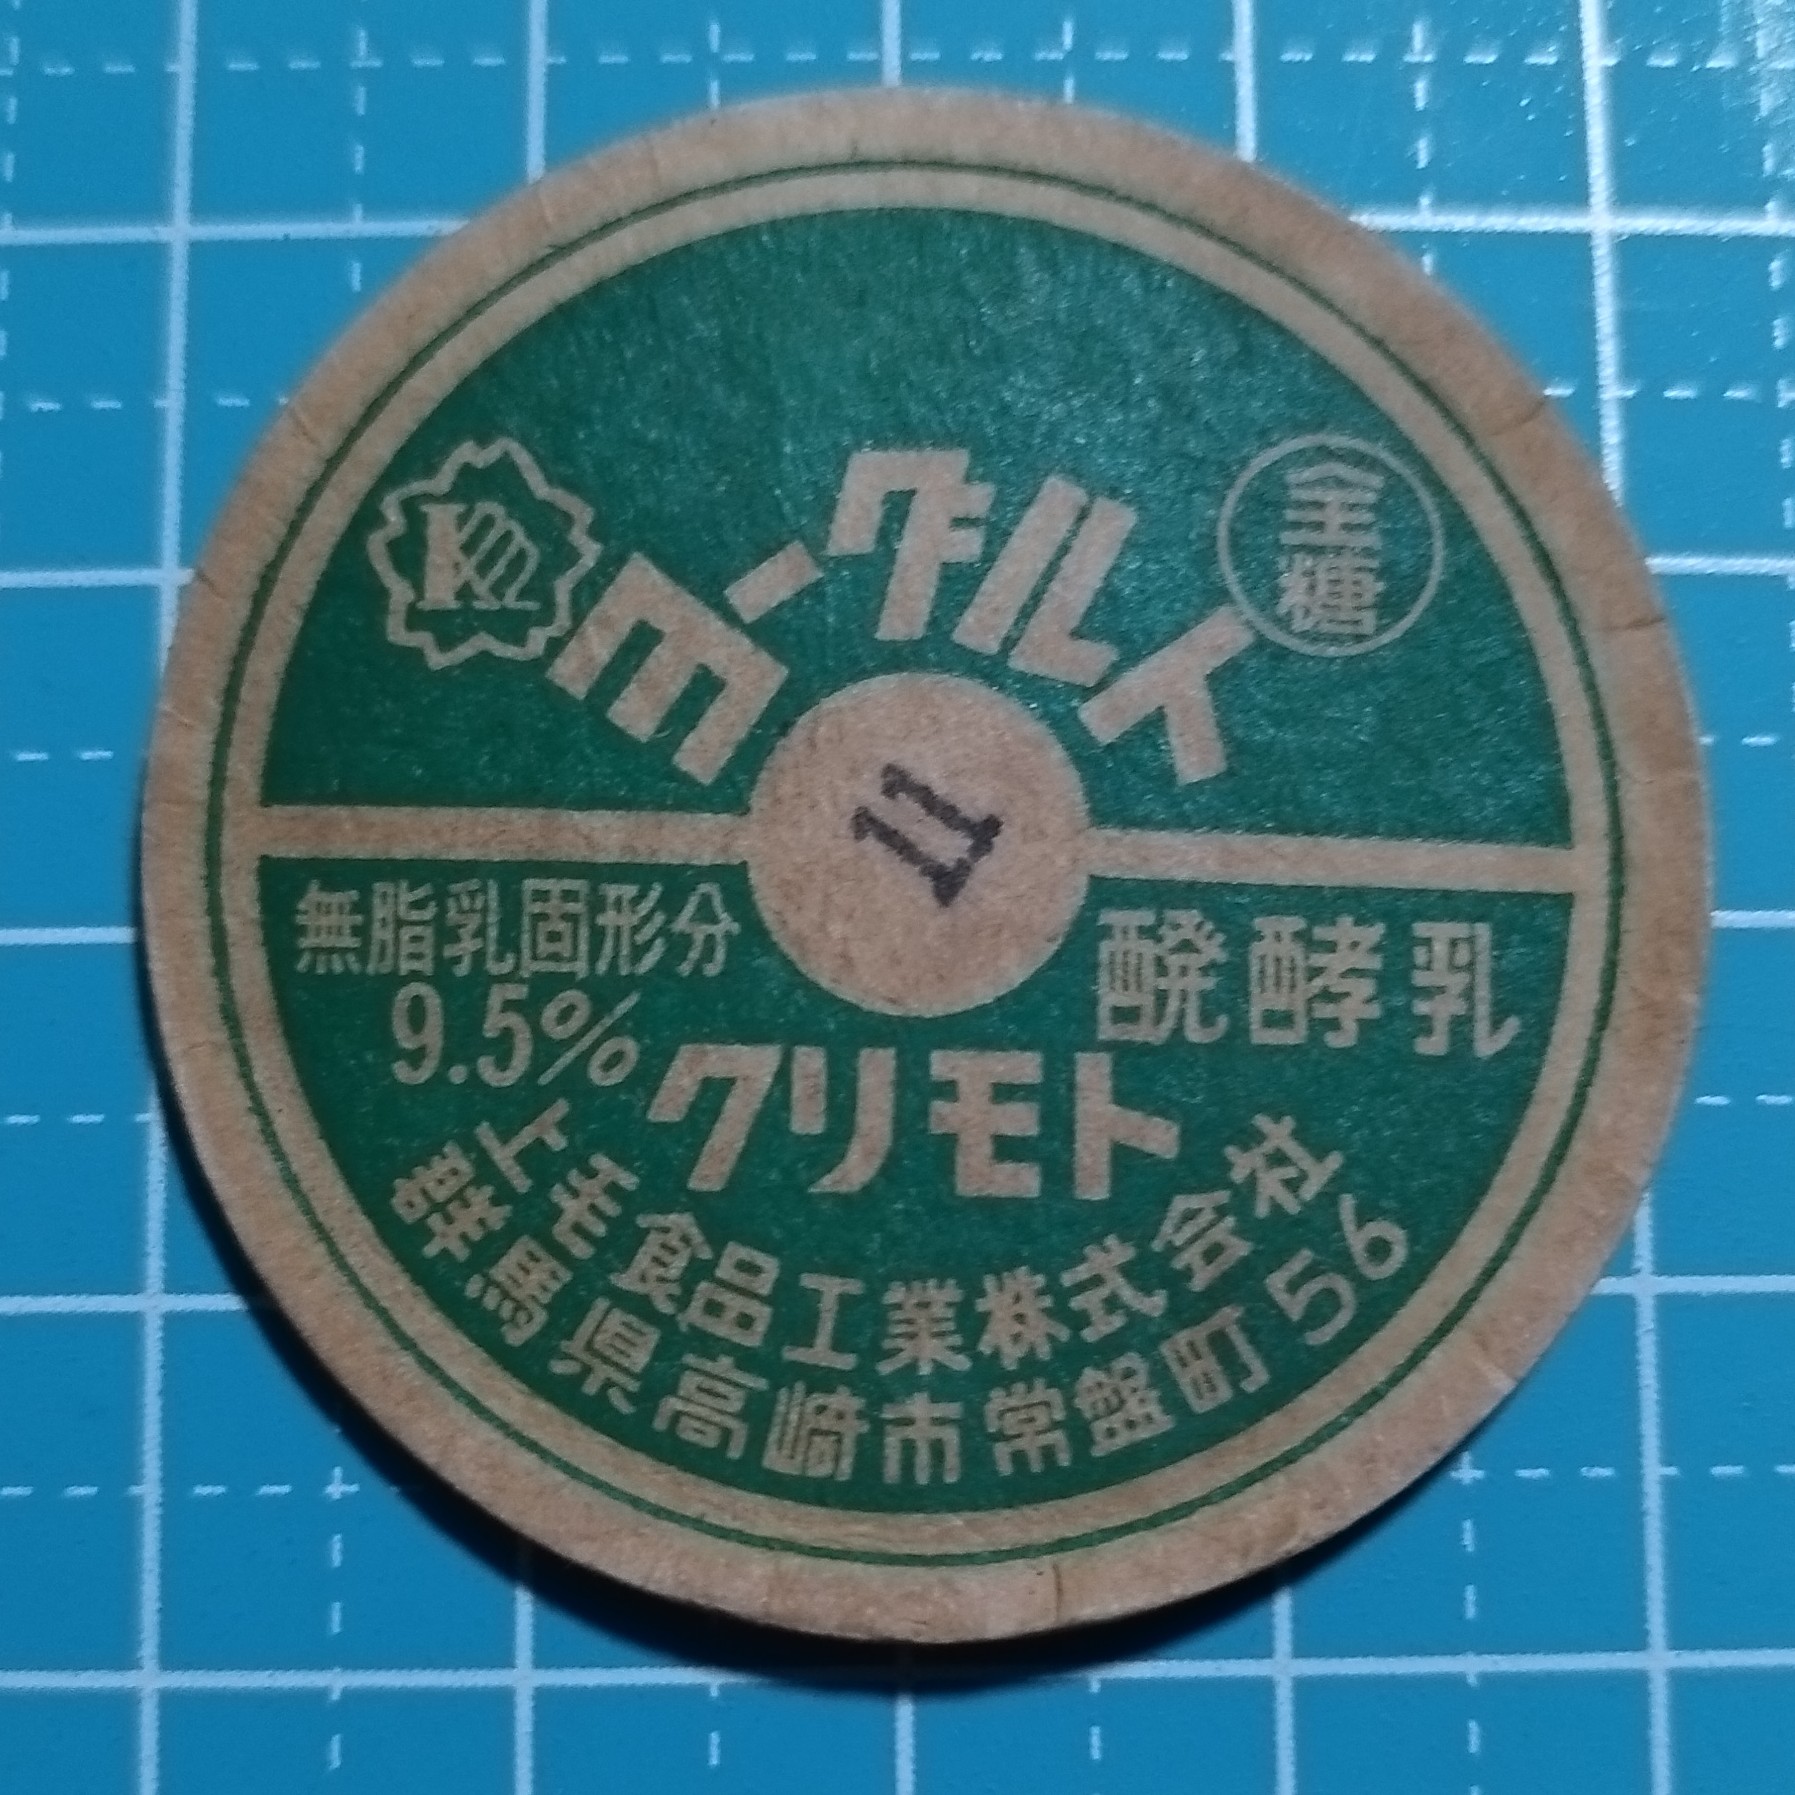 ヨーグルト
全糖
11
無脂乳固形分
9.5%
醗酵乳
クリモト
上毛食品工業株式会社
群馬県高崎市常盤町56